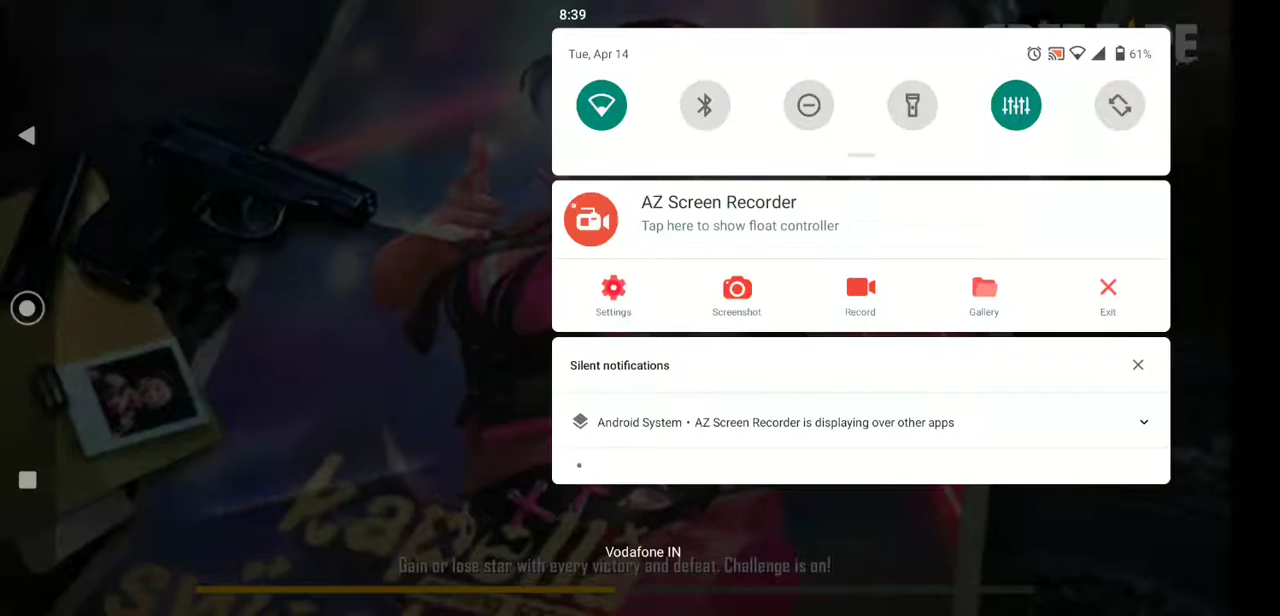 8:39
Tue, Apr 14
61%
AZ Screen Recorder
Tap here to show float controller
Settings
Screenshot
Record
Gallery
Exit
Silent notifications
Android System • AZ Screen Recorder is displaying over other apps
Vodafone IN
Gain or lose star with every victory and defeat. Challenge is on!